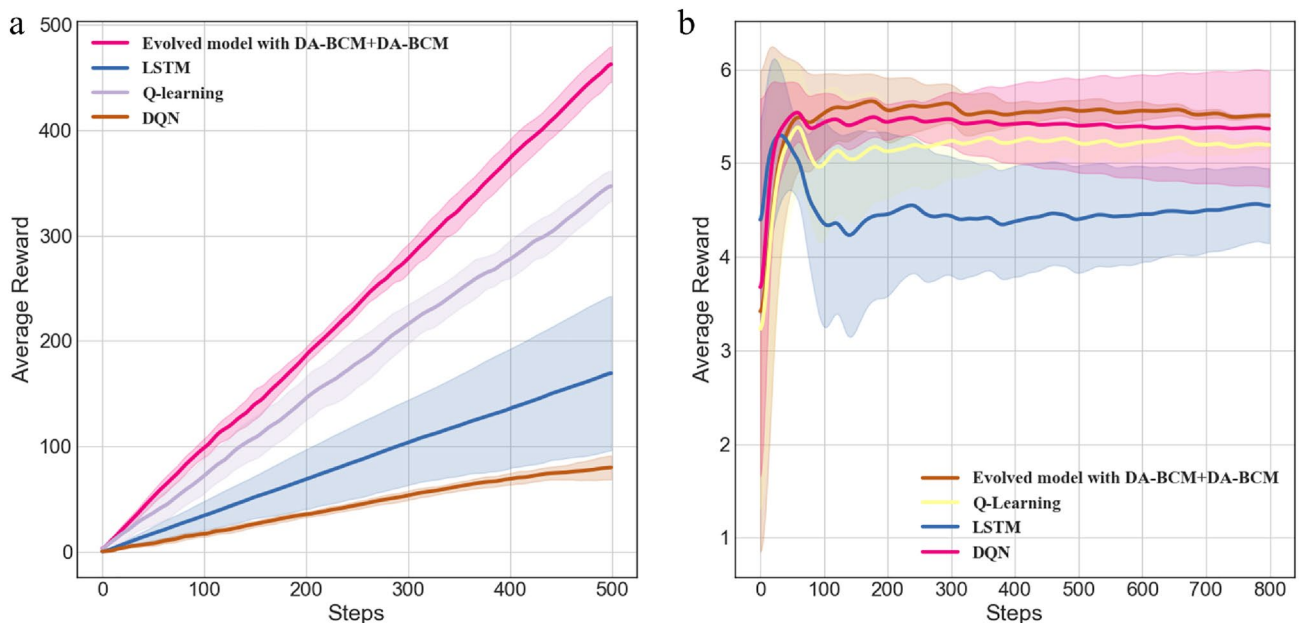 a
500
400
300
200
100
0
Average Reward
Evolved model with DA-BCM+DA-BCM
LSTM
Q-learning
DQN
0 100 200 300 400 500
Steps
b
6
5
4
3
2
1
Average Reward
Evolved model with DA-BCM+DA-BCM
Q-Learning
LSTM
DQN
0 100 200 300 400 500 600 700 800
Steps